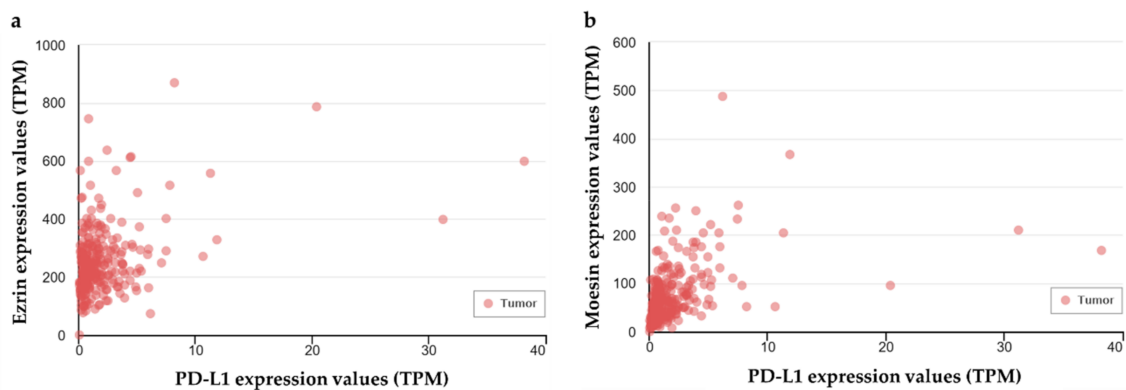 a
Ezrin expression values (TPM)
1000
800
600
400
200
0
0
10
20
30
40
PD-L1 expression values (TPM)
Tumor
b
Moesin expression values (TPM)
600
500
400
300
200
100
0
0
10
20
30
40
PD-L1 expression values (TPM)
Tumor